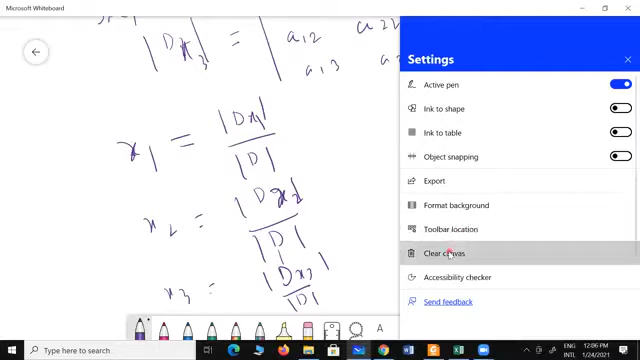 Microsoft Whiteboard
|Dx3| = | a12 a22
a13 a
x1 = |Dx1| / |D|
x2 = |Dx2| / |D|
x3 = |Dx3| / |D|
Settings
Active pen
Ink to shape
Ink to table
Object snapping
Export
Format background
Toolbar location
Clear canvas
Accessibility checker
Send feedback
A
Type here to search
ENG
INTL
12:06 PM
1/24/2021